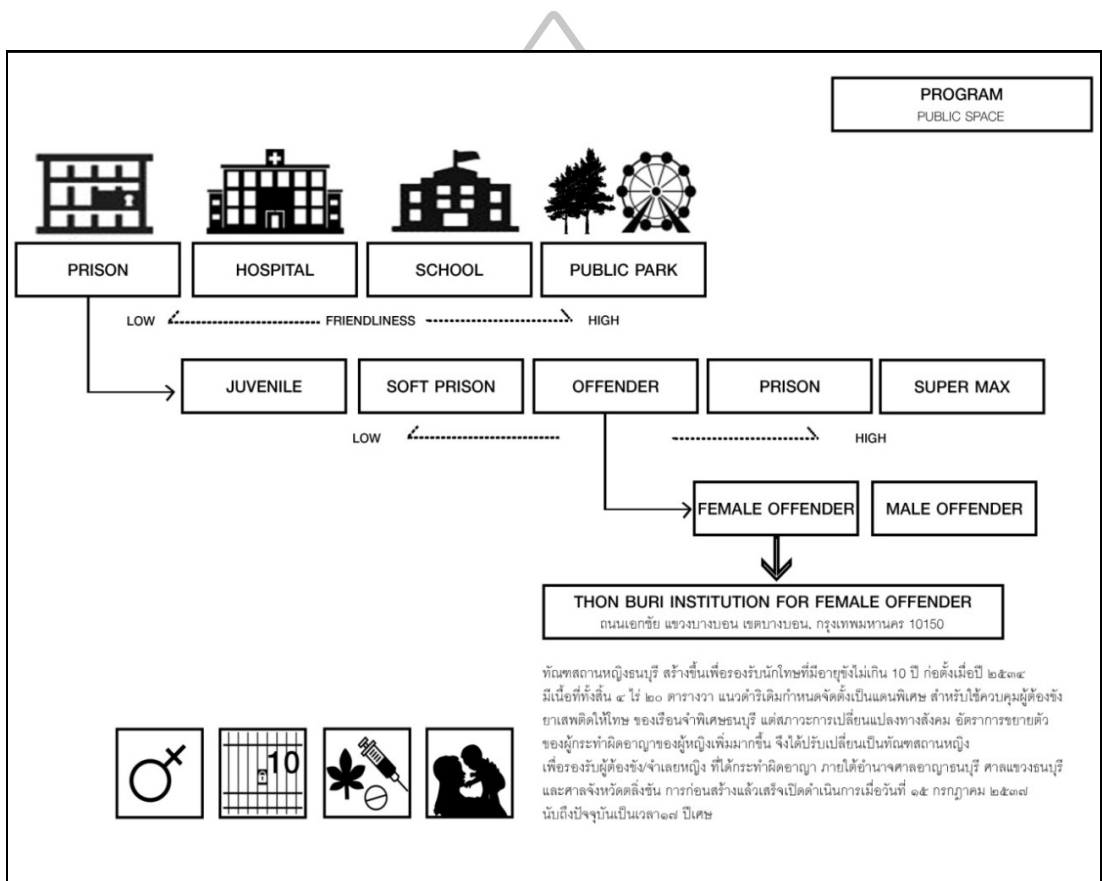 PROGRAM
PUBLIC SPACE
PRISON
HOSPITAL
SCHOOL
PUBLIC PARK
LOW
FRIENDLINESS
HIGH
JUVENILE
SOFT PRISON
OFFENDER
PRISON
SUPER MAX
LOW
HIGH
FEMALE OFFENDER
MALE OFFENDER
THON BURI INSTITUTION FOR FEMALE OFFENDER
ถนนเอกชัย แขวงบางบอน เขตบางบอน, กรุงเทพมหานคร 10150
ทัณฑสถานหญิงธนบุรี สร้างขึ้นเพื่อรองรับนักโทษที่มีอายุขังไม่เกิน 10 ปี ก่อตั้งเมื่อปี ๒๕๓๔
มีเนื้อที่ทั้งสิ้น ๔ ไร่ ๒๐ ตารางวา แนวดำริเดิมกำหนดจัดตั้งเป็นแดนพิเศษ สำหรับใช้ควบคุมผู้ต้องขัง
ยาเสพติดให้โทษ ของเรือนจำพิเศษธนบุรี แต่สภาวะการเปลี่ยนแปลงทางสังคม อัตราการขยายตัว
ของผู้กระทำผิดอาญาของผู้หญิงเพิ่มมากขึ้น จึงได้ปรับเปลี่ยนเป็นทัณฑสถานหญิง
เพื่อรองรับผู้ต้องขัง/จำเลยหญิง ที่ได้กระทำผิดอาญา ภายใต้อำนาจศาลอาญาธนบุรี ศาลแขวงธนบุรี
และศาลจังหวัดตลิ่งชัน การก่อนสร้างแล้วเสร็จเปิดดำเนินการเมื่อวันที่ ๑๕ กรกฎาคม ๒๕๓๗
นับถึงปัจจุบันเป็นเวลา๑๗ ปีเศษ
10